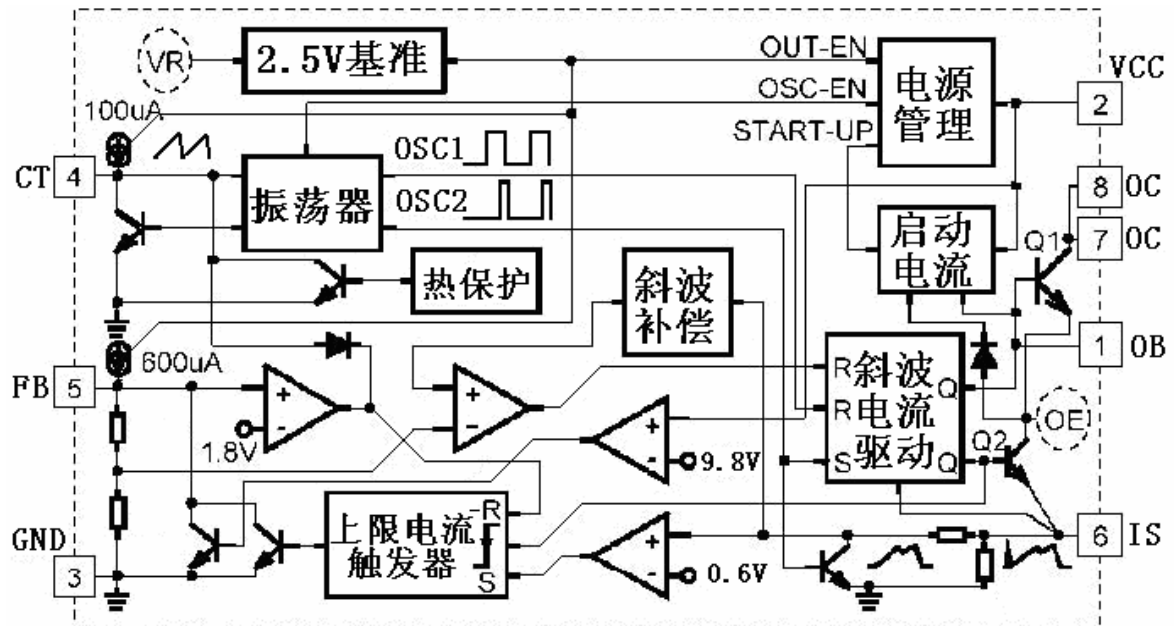 VR
2.5V基准
OUT-EN
OSC-EN
START-UP
电源
管理
VCC
2
100uA
CT
4
OSC1
OSC2
振荡器
8
OC
7
OC
启动
电流
Q1
热保护
斜波
补偿
600uA
FB
5
+
-
1.8V
+
-
R
R
S
斜波
电流
驱动
Q
Q
1
OB
OE
Q2
+
-
9.8V
GND
3
上限电流
触发器
R
S
+
-
0.6V
6
IS